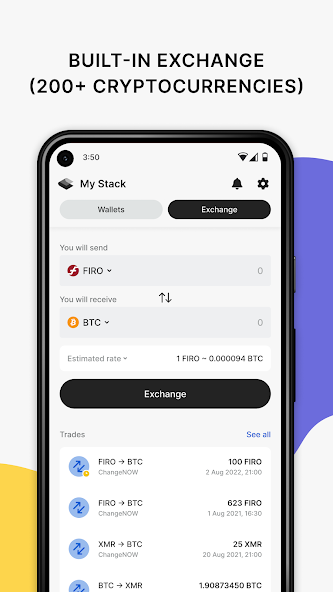 BUILT-IN EXCHANGE
(200+ CRYPTOCURRENCIES)
3:50
My Stack
Wallets
Exchange
You will send
FIRO
0
You will receive
BTC
0
Estimated rate
1 FIRO ~ 0.000094 BTC
Exchange
Trades
See all
FIRO → BTC
100 FIRO
ChangeNOW
2 Aug 2022, 21:00
FIRO → BTC
623 FIRO
ChangeNOW
1 Aug 2021, 16:30
XMR → BTC
25 XMR
ChangeNOW
20 Aug 2021, 21:00
BTC → XMR
1.90873450 BTC